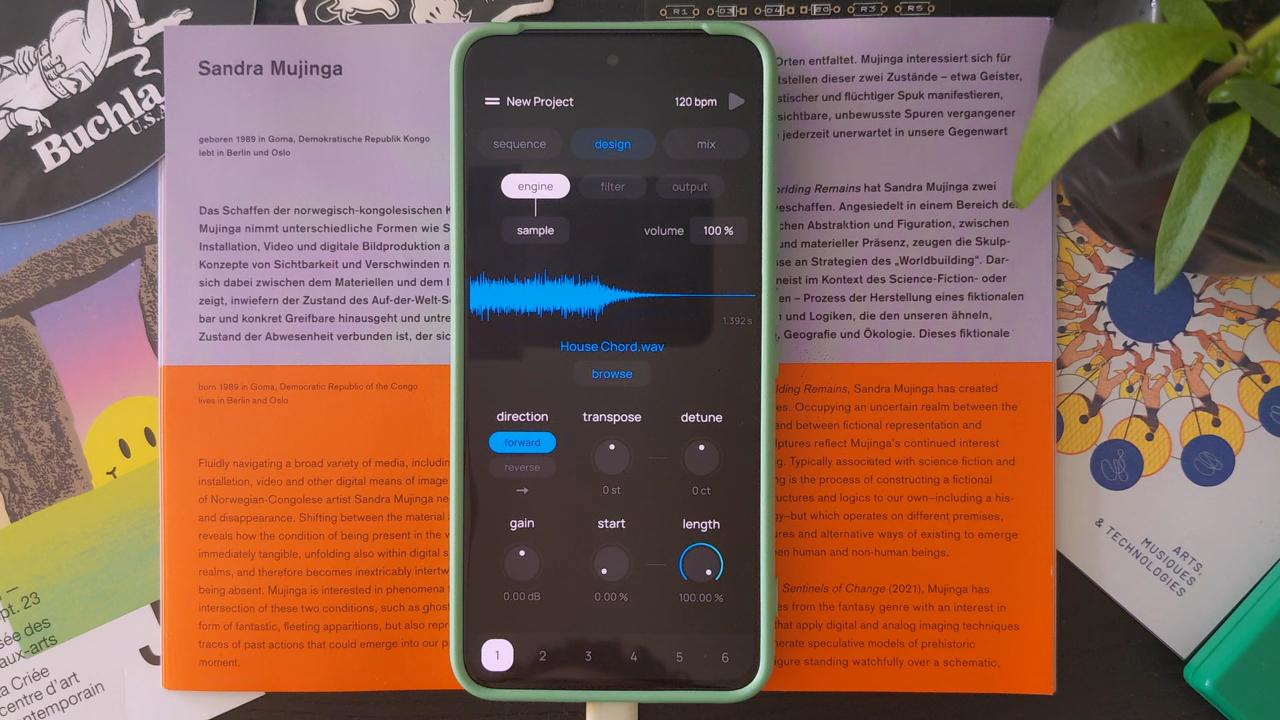 R1
D3
D4
R3
R5
Buchla
U.S.A.
Sandra Mujinga
geboren 1989 in Goma, Demokratische Republik Kongo
lebt in Berlin und Oslo
Das Schaffen der norwegisch-kongolesischen K
Mujinga nimmt unterschiedliche Formen wie S
Installation, Video und digitale Bildproduktion a
Konzepte von Sichtbarkeit und Verschwinden n
sich dabei zwischen dem Materiellen und dem I
zeigt, inwiefern der Zustand des Auf-der-Welt-S
bar und konkret Greifbare hinausgeht und untre
Zustand der Abwesenheit verbunden ist, der sic
born 1989 in Goma, Democratic Republic of the Congo
lives in Berlin and Oslo
Fluidly navigating a broad variety of media, includin
installation, video and other digital means of image
of Norwegian-Congolese artist Sandra Mujinga ne
and disappearance. Shifting between the material
reveals how the condition of being present in the w
immediately tangible, unfolding also within digital s
realms, and therefore becomes inextricably intertw
being absent. Mujinga is interested in phenomena
intersection of these two conditions, such as ghost
form of fantastic, fleeting apparitions, but also repr
traces of past actions that could emerge into our p
moment.
New Project
120 bpm
sequence
design
mix
engine
filter
output
sample
volume
100 %
1.392 s
House Chord.wav
browse
direction
transpose
detune
forward
reverse
0 st
0 ct
gain
start
length
0.00 dB
0.00 %
100.00 %
1
2
3
4
5
6
Orten entfaltet. Mujinga interessiert sich für
tstellen dieser zwei Zustände – etwa Geister,
stischer und flüchtiger Spuk manifestieren,
sichtbare, unbewusste Spuren vergangener
jederzeit unerwartet in unsere Gegenwart
orlding Remains hat Sandra Mujinga zwei
eschaffen. Angesiedelt in einem Bereich de
chen Abstraktion und Figuration, zwischen
und materieller Präsenz, zeugen die Skulp-
sse an Strategien des „Worldbuilding“. Dar-
neist im Kontext des Science-Fiction- oder
en – Prozess der Herstellung eines fiktionalen
n und Logiken, die den unseren ähneln,
, Geografie und Ökologie. Dieses fiktionale
lding Remains, Sandra Mujinga has created
es. Occupying an uncertain realm between the
and between fictional representation and
lptures reflect Mujinga's continued interest
g. Typically associated with science fiction and
ng is the process of constructing a fictional
uctures and logics to our own—including a his-
gy—but which operates on different premises,
ures and alternative ways of existing to emerge
en human and non-human beings.
Sentinels of Change (2021), Mujinga has
es from the fantasy genre with an interest in
that apply digital and analog imaging techniques
nerate speculative models of prehistoric
igure standing watchfully over a schematic,
pt. 23
sée des
aux-arts
a Criée
centre d'art
ontemporain
ARTS,
MUSIQUES
& TECHNOLOGIES